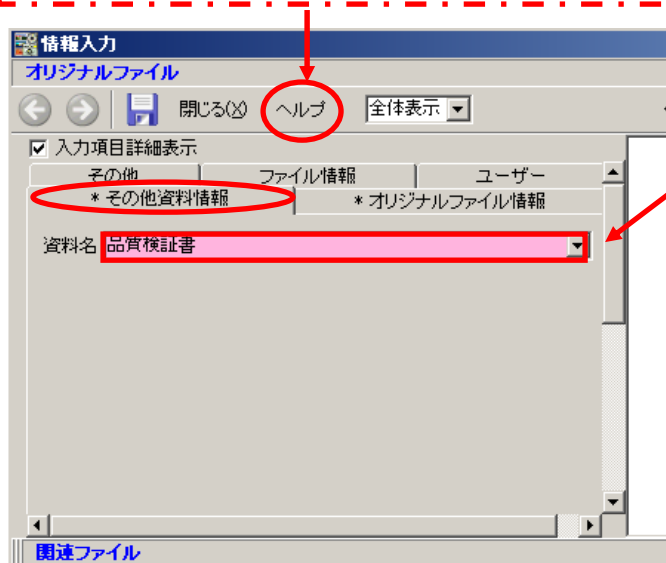 情報入力
オリジナルファイル
閉じる(X) ヘルプ 全体表示
入力項目詳細表示
その他 ファイル情報 ユーザー
* その他資料情報 * オリジナルファイル情報
資料名 品質検証書
関連ファイル